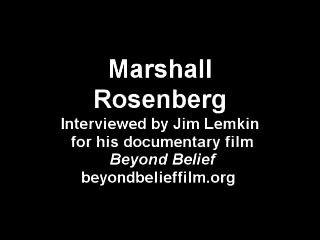 Marshall
Rosenberg
Interviewed by Jim Lemkin
for his documentary film
Beyond Belief
beyondbelieffilm.org